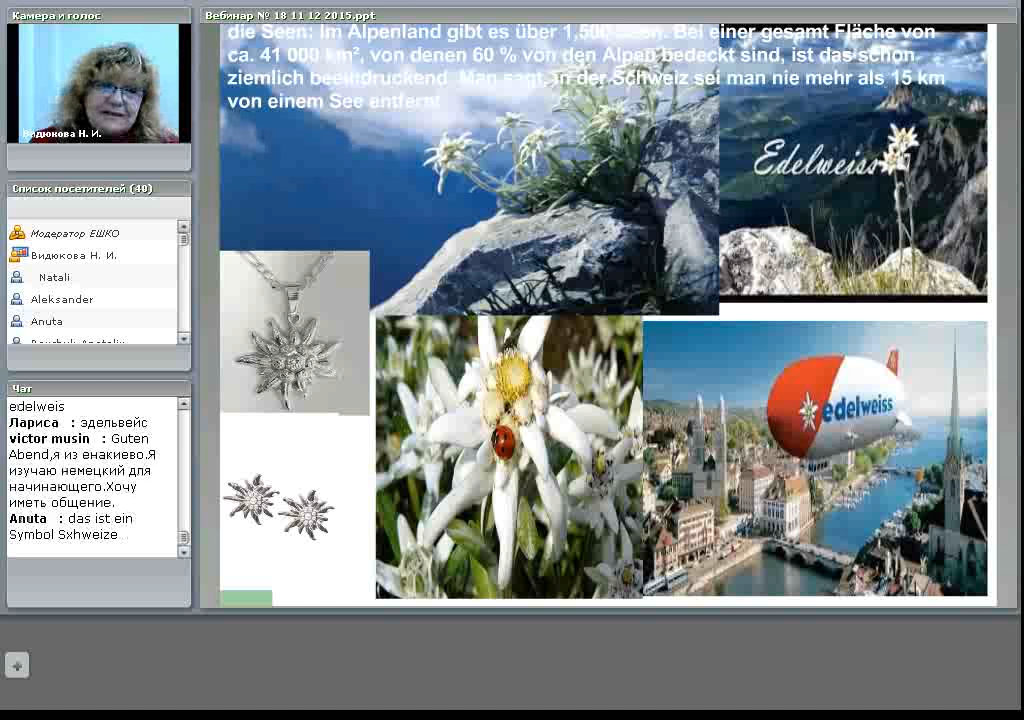 Камера и голос
Видюкова Н. И.
Список посетителей (40)
Модератор ЕШКО
Видюкова Н. И.
Natali
Aleksander
Anuta
Чат
edelweis
Лариса : эдельвейс
victor musin : Guten
Abend,я из енакиево.Я
изучаю немецкий для
начинающего.Хочу
иметь общение.
Anuta : das ist ein
Symbol Sxhweize
Вебинар № 18 11 12 2015.ppt
die Seen: Im Alpenland gibt es über 1,500 Seen. Bei einer gesamt Fläche von
ca. 41 000 km², von denen 60 % von den Alpen bedeckt sind, ist das schon
ziemlich beeindruckend. Man sagt, in der Schweiz sei man nie mehr als 15 km
von einem See entfernt
Edelweiss
edelweiss